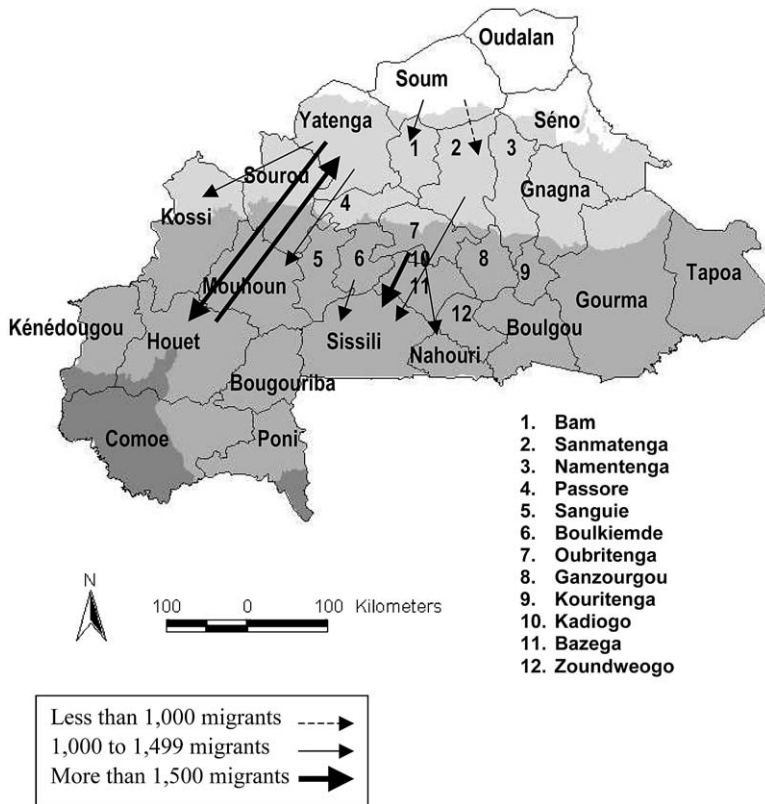 Oudalan
Soum
Yatenga
Séno
1
2
3
Sourou
Gnagna
Kossi
4
7
5
6
10
8
9
Mouhoun
11
Tapoa
Gourma
12
Kénédougou
Houet
Sissili
Boulgou
Nahouri
Bougouriba
Comoe
Poni
1. Bam
2. Sanmatenga
3. Namentenga
4. Passore
5. Sanguie
6. Boulkiemde
7. Oubritenga
8. Ganzourgou
9. Kouritenga
10. Kadiogo
11. Bazega
12. Zoundweogo
N
100 0 100 Kilometers
Less than 1,000 migrants
1,000 to 1,499 migrants
More than 1,500 migrants